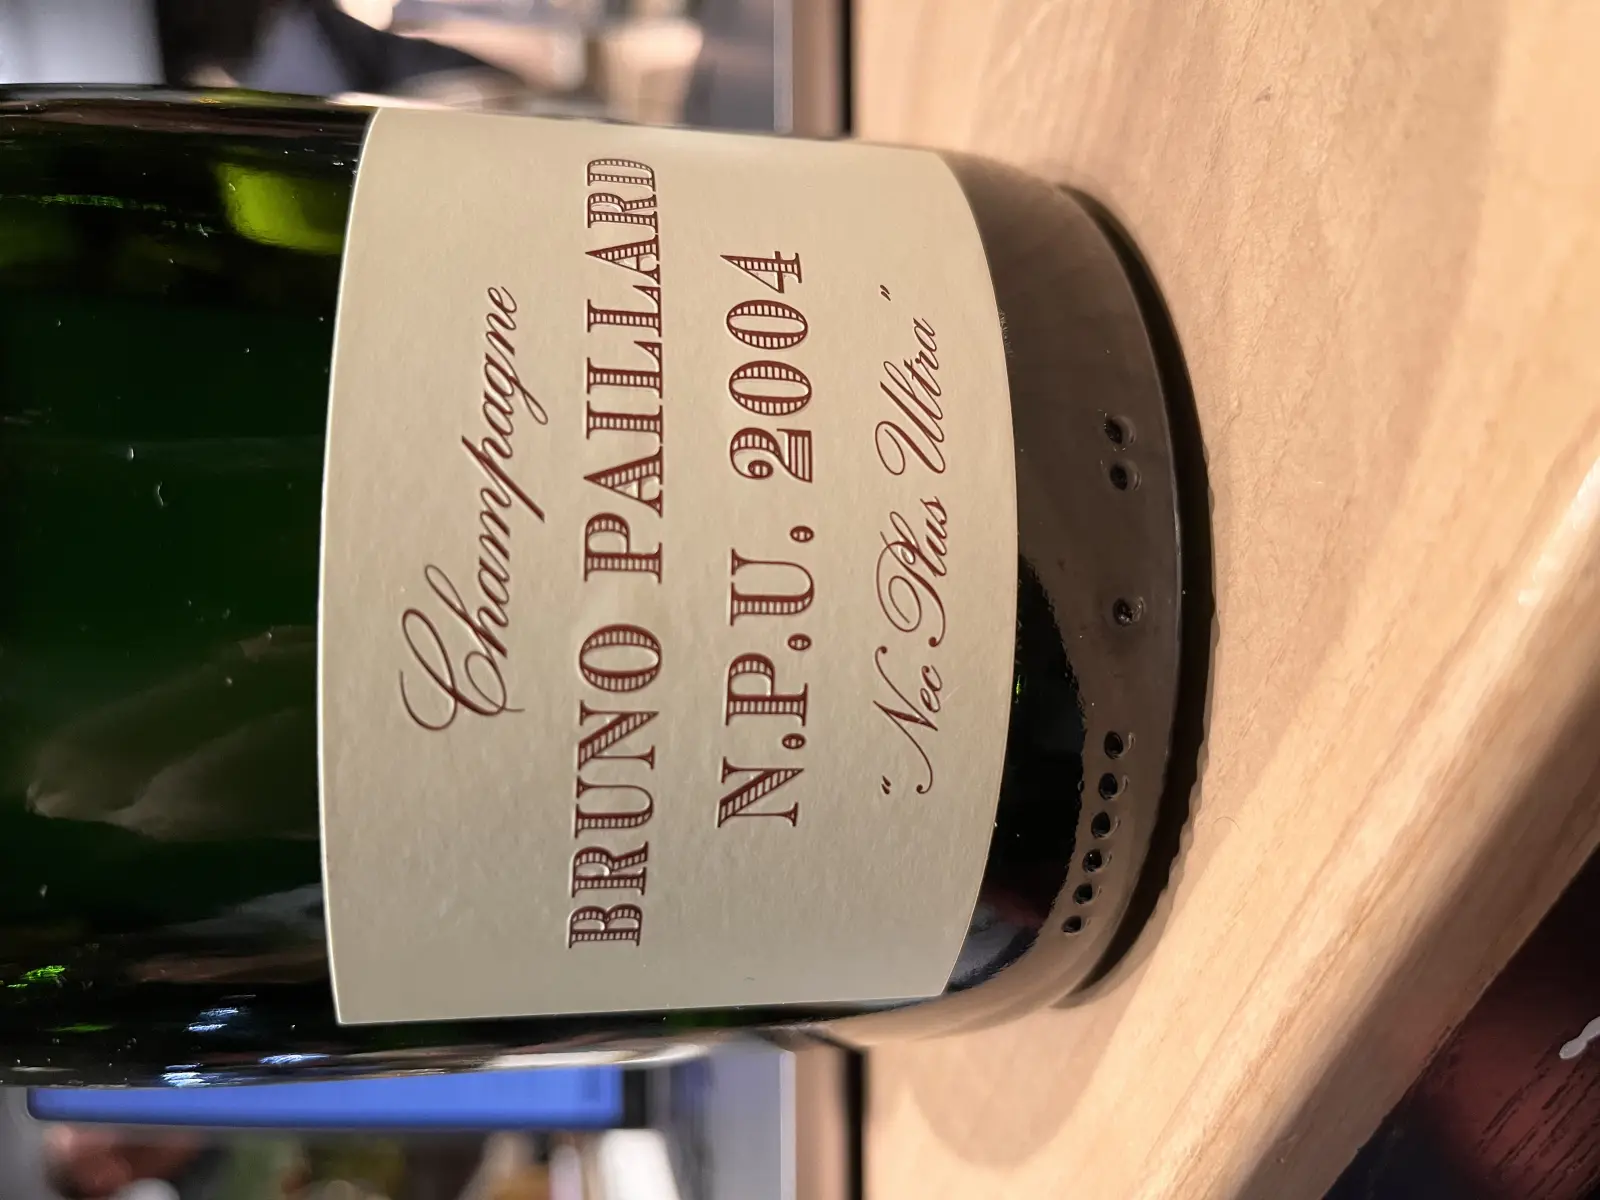 Champagne
BRUNO PAILLARD
N.P.U. 2004
"Nec Plus Ultra"